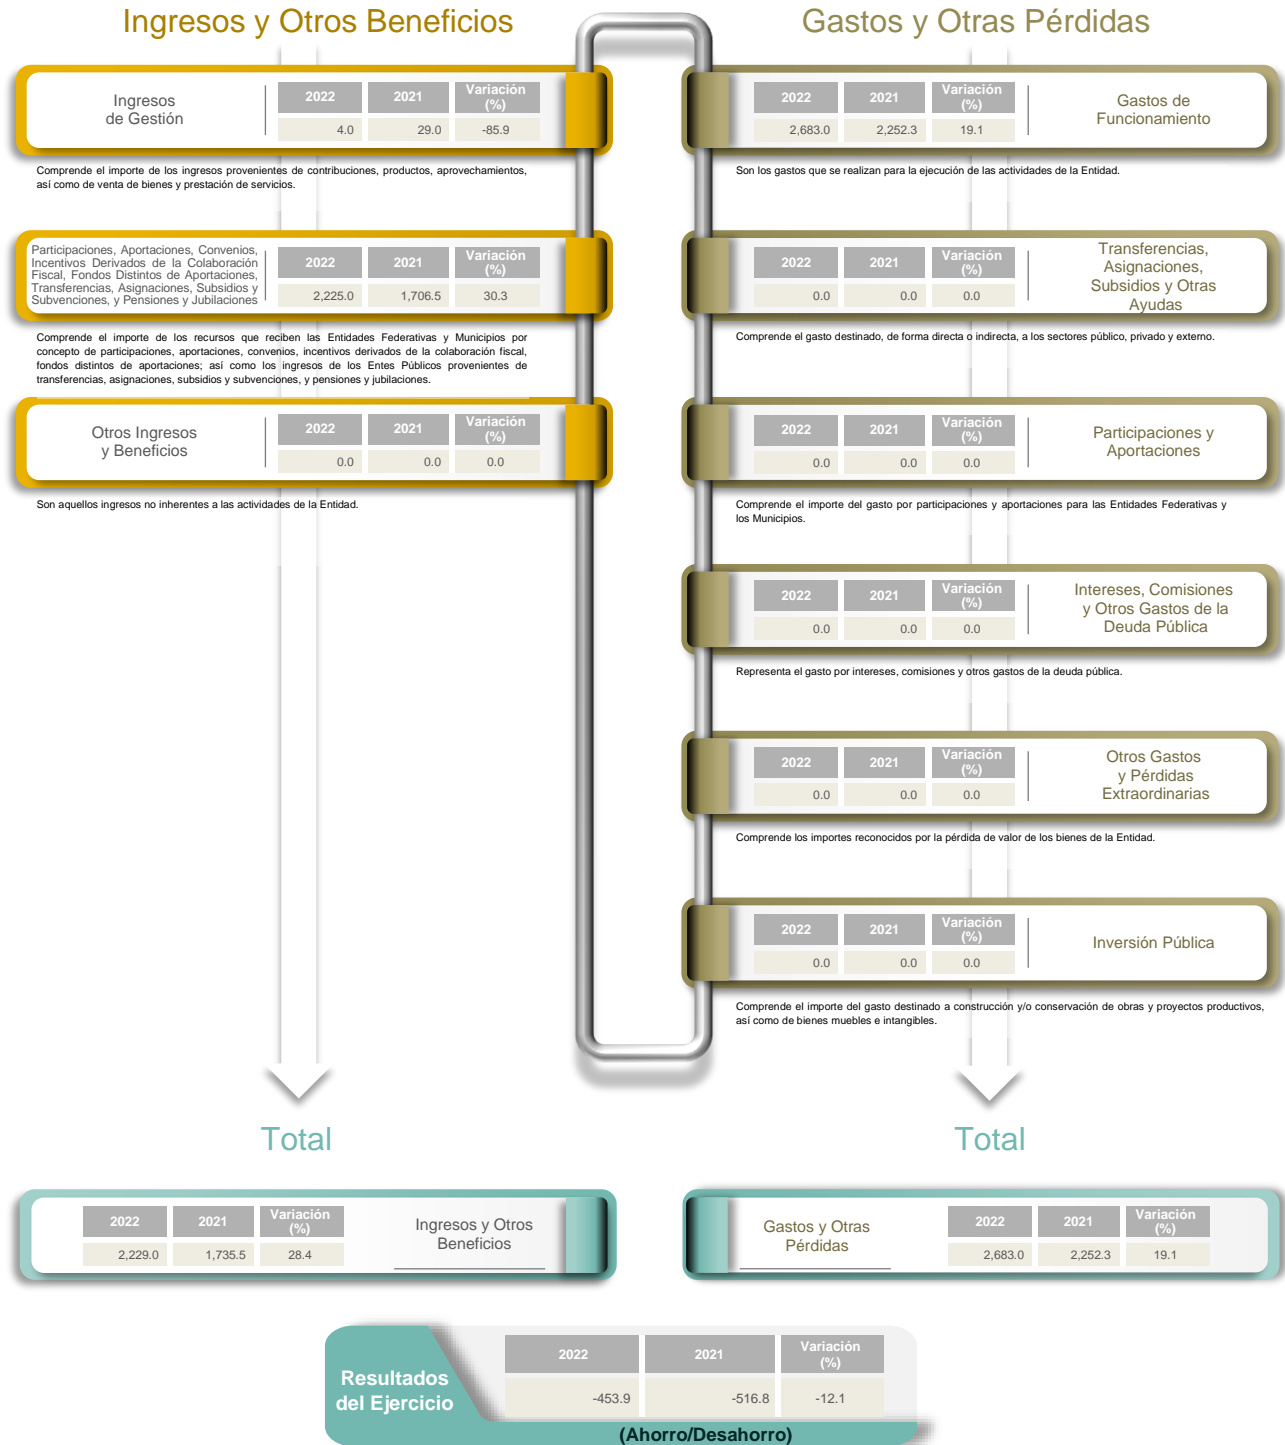 Ingresos y Otros Beneficios
Ingresos
de Gestión
2022 2021 Variación
(%)
4.0 29.0 -85.9
Comprende el importe de los ingresos provenientes de contribuciones, productos, aprovechamientos,
así como de venta de bienes y prestación de servicios.
Participaciones, Aportaciones, Convenios,
Incentivos Derivados de la Colaboración
Fiscal, Fondos Distintos de Aportaciones,
Transferencias, Asignaciones, Subsidios y
Subvenciones, y Pensiones y Jubilaciones
2022 2021 Variación
(%)
2,225.0 1,706.5 30.3
Comprende el importe de los recursos que reciben las Entidades Federativas y Municipios por
concepto de participaciones, aportaciones, convenios, incentivos derivados de la colaboración fiscal,
fondos distintos de aportaciones; así como los ingresos de los Entes Públicos provenientes de
transferencias, asignaciones, subsidios y subvenciones, y pensiones y jubilaciones.
Otros Ingresos
y Beneficios
2022 2021 Variación
(%)
0.0 0.0 0.0
Son aquellos ingresos no inherentes a las actividades de la Entidad.
Gastos y Otras Pérdidas
2022 2021 Variación
(%)
2,683.0 2,252.3 19.1
Gastos de
Funcionamiento
Son los gastos que se realizan para la ejecución de las actividades de la Entidad.
2022 2021 Variación
(%)
0.0 0.0 0.0
Transferencias,
Asignaciones,
Subsidios y Otras
Ayudas
Comprende el gasto destinado, de forma directa o indirecta, a los sectores público, privado y externo.
2022 2021 Variación
(%)
0.0 0.0 0.0
Participaciones y
Aportaciones
Comprende el importe del gasto por participaciones y aportaciones para las Entidades Federativas y
los Municipios.
2022 2021 Variación
(%)
0.0 0.0 0.0
Intereses, Comisiones
y Otros Gastos de la
Deuda Pública
Representa el gasto por intereses, comisiones y otros gastos de la deuda pública.
2022 2021 Variación
(%)
0.0 0.0 0.0
Otros Gastos
y Pérdidas
Extraordinarias
Comprende los importes reconocidos por la pérdida de valor de los bienes de la Entidad.
2022 2021 Variación
(%)
0.0 0.0 0.0
Inversión Pública
Comprende el importe del gasto destinado a construcción y/o conservación de obras y proyectos productivos,
así como de bienes muebles e intangibles.
Total
2022 2021 Variación
(%)
2,229.0 1,735.5 28.4
Ingresos y Otros
Beneficios
Total
Gastos y Otras
Pérdidas
2022 2021 Variación
(%)
2,683.0 2,252.3 19.1
Resultados
del Ejercicio
2022 2021 Variación
(%)
-453.9 -516.8 -12.1
(Ahorro/Desahorro)